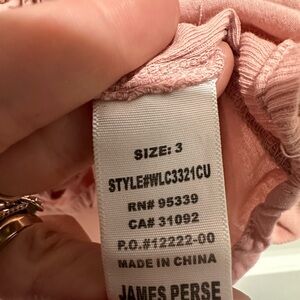 SIZE: 3
STYLE#WLC3321CU
RN# 95339
CA# 31092
P.O.#12222-00
MADE IN CHINA
JAMES PERSE